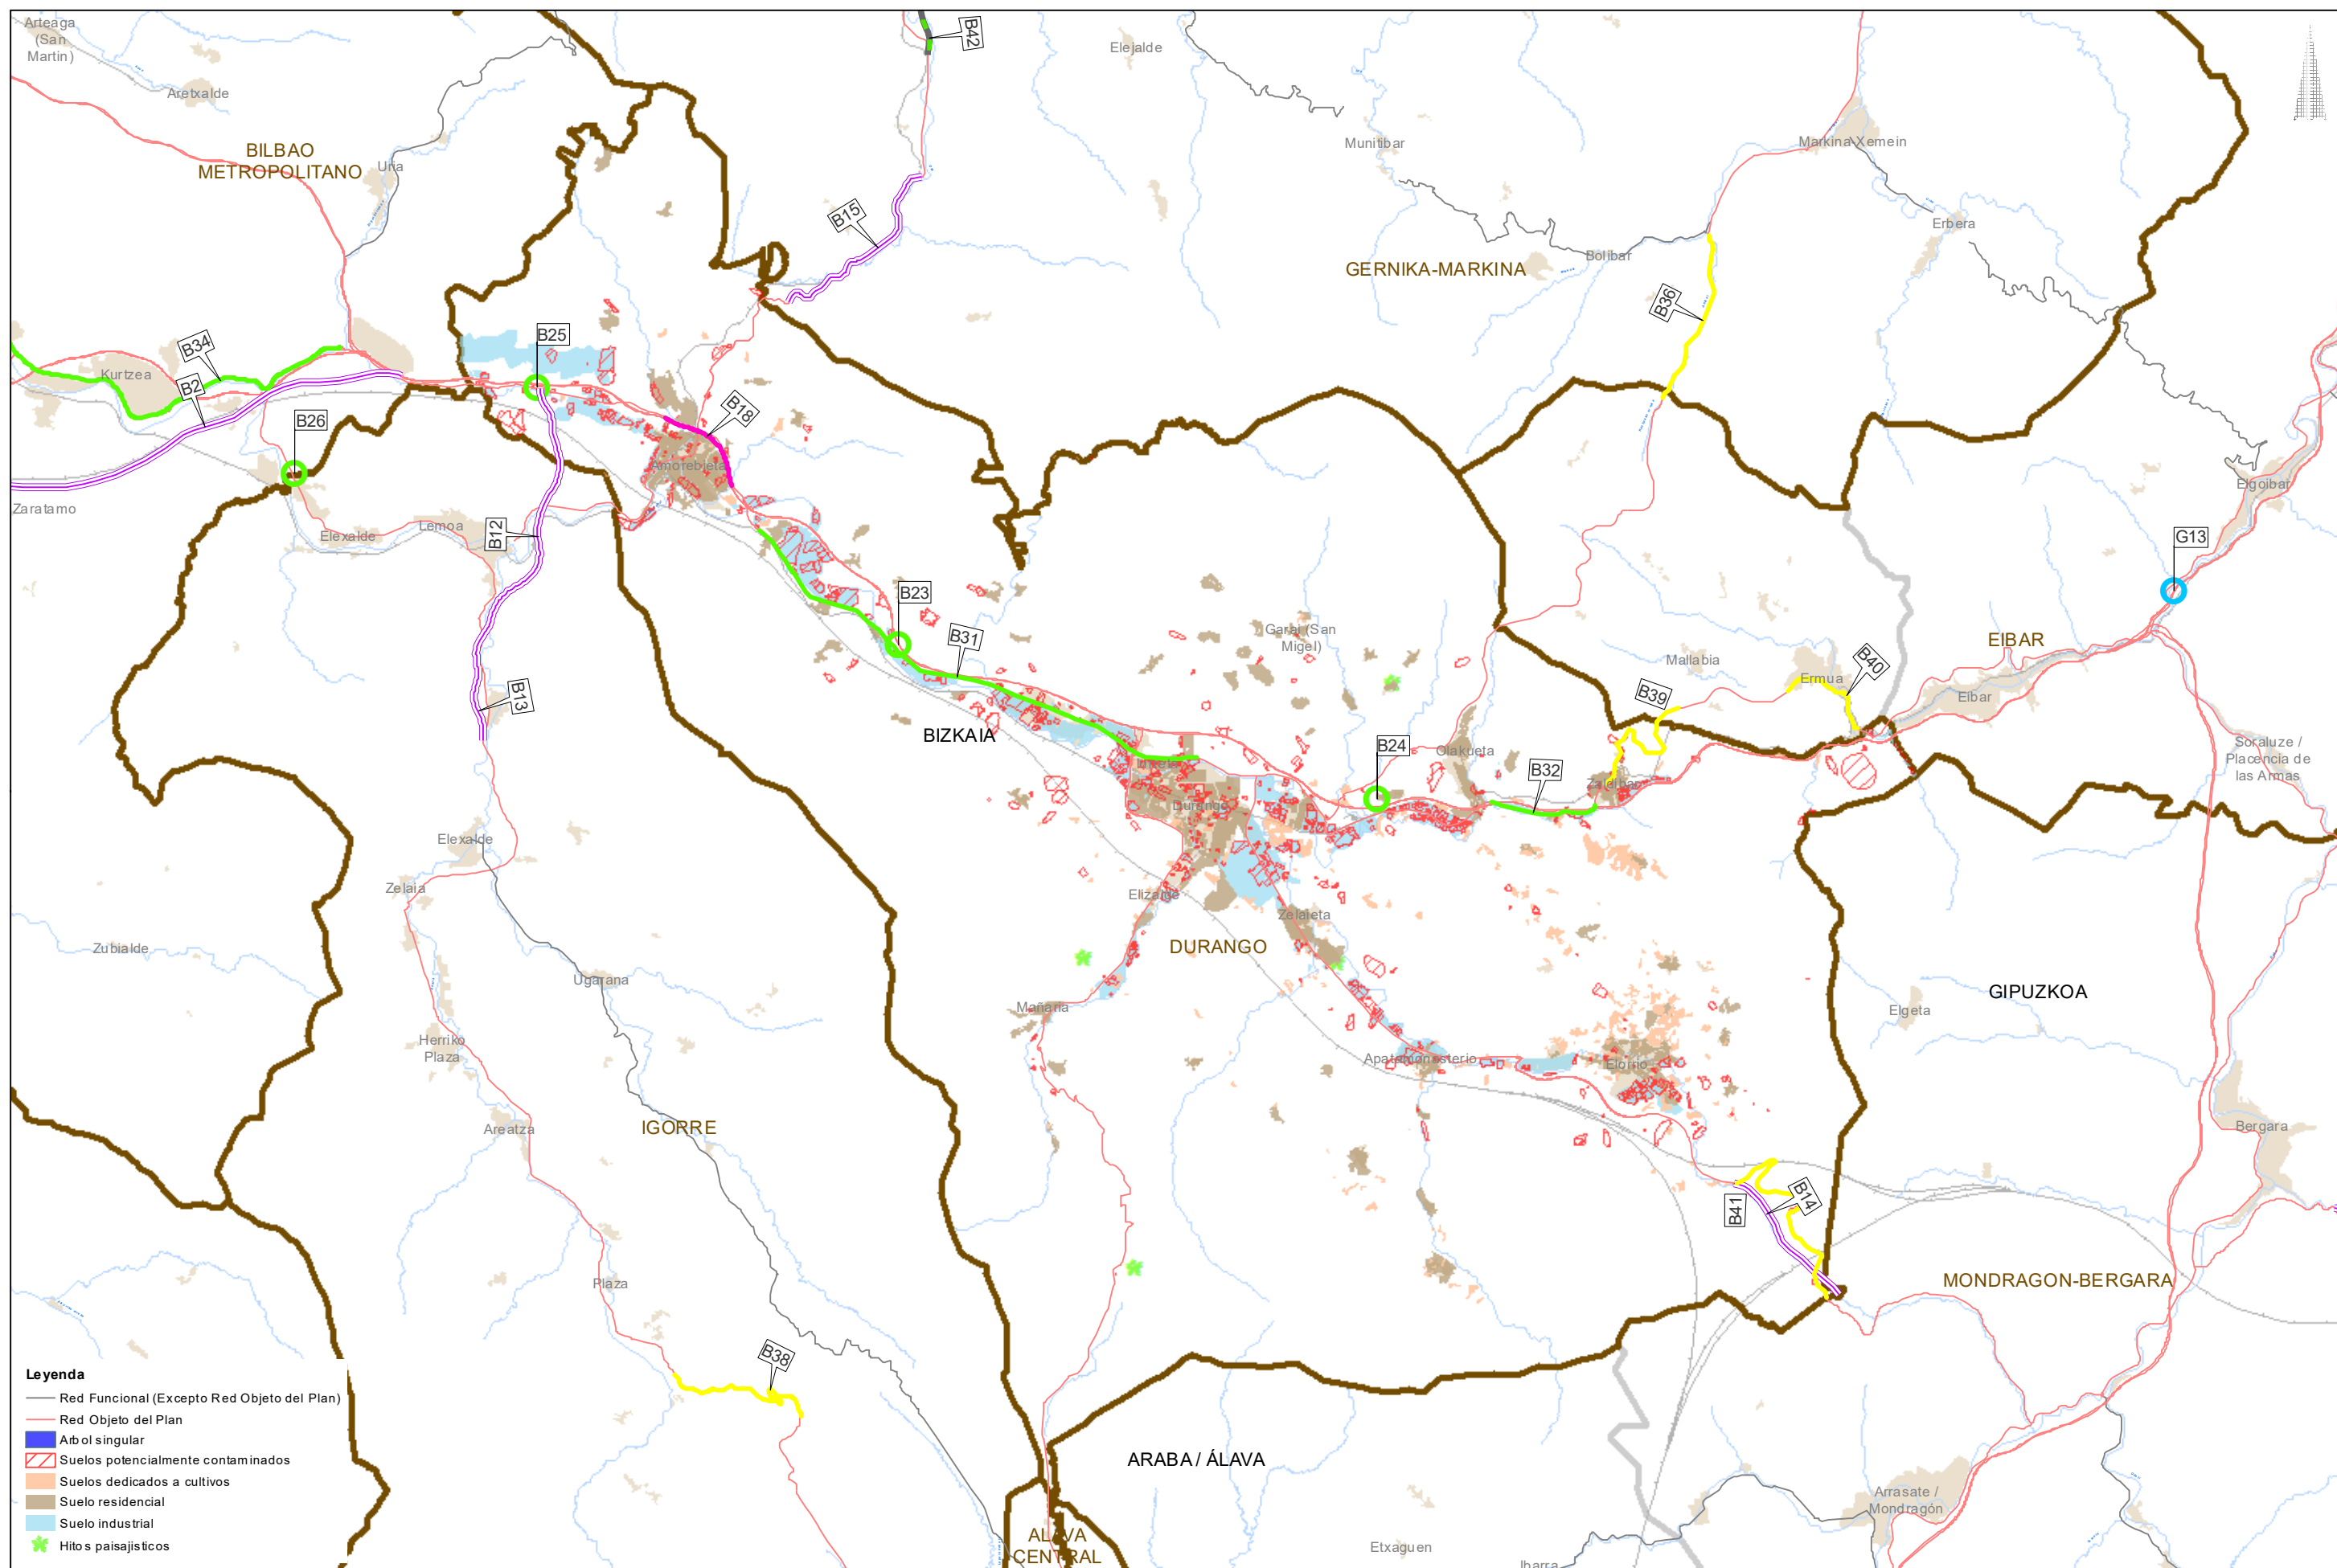 Arteaga
(San
Martin)
B42
Elejalde
Aretxalde
BILBAO
METROPOLITANO
Uria
Munitibar
Markina-Xemein
B15
Erbera
GERNIKA-MARKINA
Bolibar
B36
B34
B25
Kurtzea
B2
B26
B18
Amorebieta
Zaratamo
Elexalde
Lemoa
B12
Elgoibar
G13
B23
B31
Garai (San
Migel)
EIBAR
Mallabia
B40
Ermua
B39
Eibar
B13
BIZKAIA
B24
Olakueta
B32
Zaldibar
Soraluze /
Placencia de
las Armas
Iurreta
Durango
Elexalde
Zelaia
Elizalde
Zelaieta
Zubialde
DURANGO
Ugarana
GIPUZKOA
Mañaria
Elgeta
Herriko
Plaza
Apatamonasterio
Elorrio
Areatza
IGORRE
Bergara
B41
B14
Plaza
MONDRAGON-BERGARA
B38
Leyenda
Red Funcional (Excepto Red Objeto del Plan)
Red Objeto del Plan
Arbol singular
Suelos potencialmente contaminados
Suelos dedicados a cultivos
Suelo residencial
Suelo industrial
Hitos paisajisticos
ARABA / ÁLAVA
Arrasate /
Mondragón
ALAVA
CENTRAL
Etxaguen
Ibarra